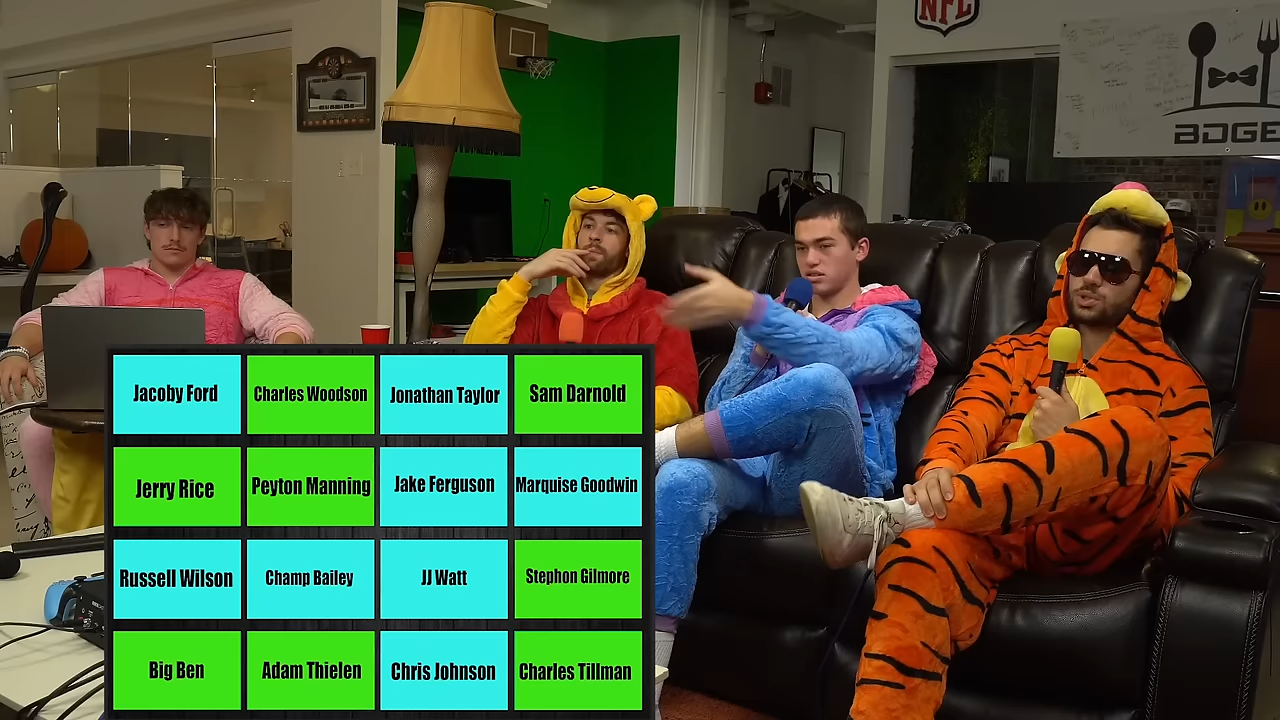 NFL
BDGE
Jacoby Ford
Charles Woodson
Jonathan Taylor
Sam Darnold
Jerry Rice
Peyton Manning
Jake Ferguson
Marquise Goodwin
Russell Wilson
Champ Bailey
JJ Watt
Stephon Gilmore
Big Ben
Adam Thielen
Chris Johnson
Charles Tillman